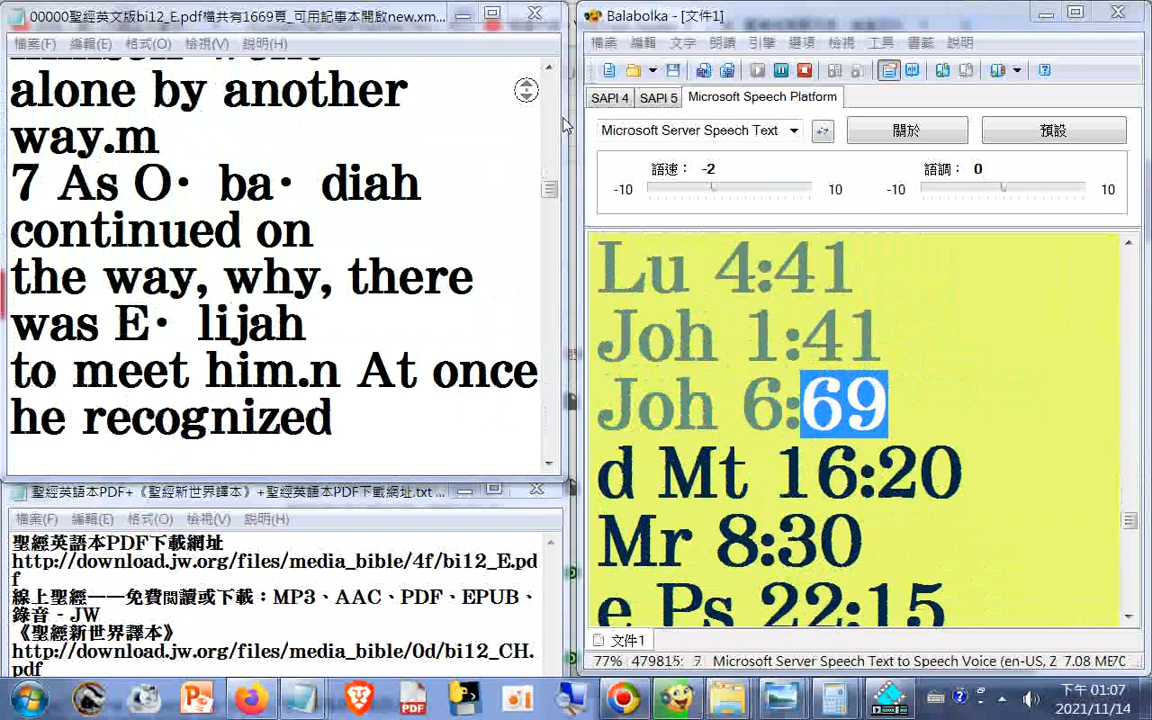 00000聖經英文版bi12_E.pdf檔共有1669頁_可用記事本開啟new.xm...
檔案(F) 編輯(E) 格式(O) 檢視(V) 說明(H)
alone by another
way.m
7 As O· ba· diah
continued on
the way, why, there
was E· lijah
to meet him.n At once
he recognized
聖經英語本PDF+《聖經新世界譯本》+聖經英語本PDF下載網址.txt ...
檔案(F) 編輯(E) 格式(O) 檢視(V) 說明(H)
聖經英語本PDF下載網址
http://download.jw.org/files/media_bible/4f/bi12_E.pd
f
線上聖經——免費閱讀或下載：MP3、AAC、PDF、EPUB、
錄音 - JW
《聖經新世界譯本》
http://download.jw.org/files/media_bible/0d/bi12_CH.
pdf
Balabolka - [文件1]
檔案 編輯 文字 朗讀 引擎 選項 檢視 工具 書籤 說明
SAPI 4 SAPI 5 Microsoft Speech Platform
Microsoft Server Speech Text 關於 預設
語速： -2 語調： 0
-10 10 -10 10
Lu 4:41
Joh 1:41
Joh 6:69
d Mt 16:20
Mr 8:30
e Ps 22:15
文件1
77% 479815: Microsoft Server Speech Text to Speech Voice (en-US, Z 7.08 ME
下午 01:07
2021/11/14